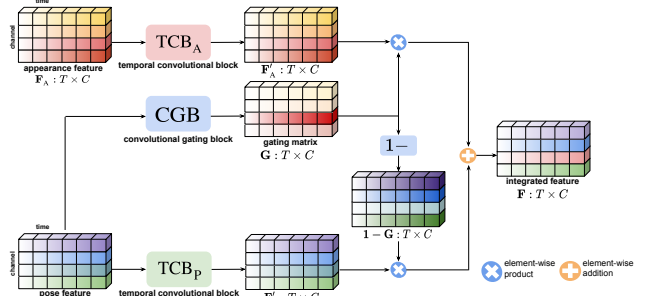 time
channel
appearance feature
F_A : T × C
TCB_A
temporal convolutional block
F′_A : T × C
CGB
convolutional gating block
gating matrix
G : T × C
1−
1 − G : T × C
integrated feature
F : T × C
time
channel
pose feature
TCB_P
temporal convolutional block
element-wise
product
element-wise
addition